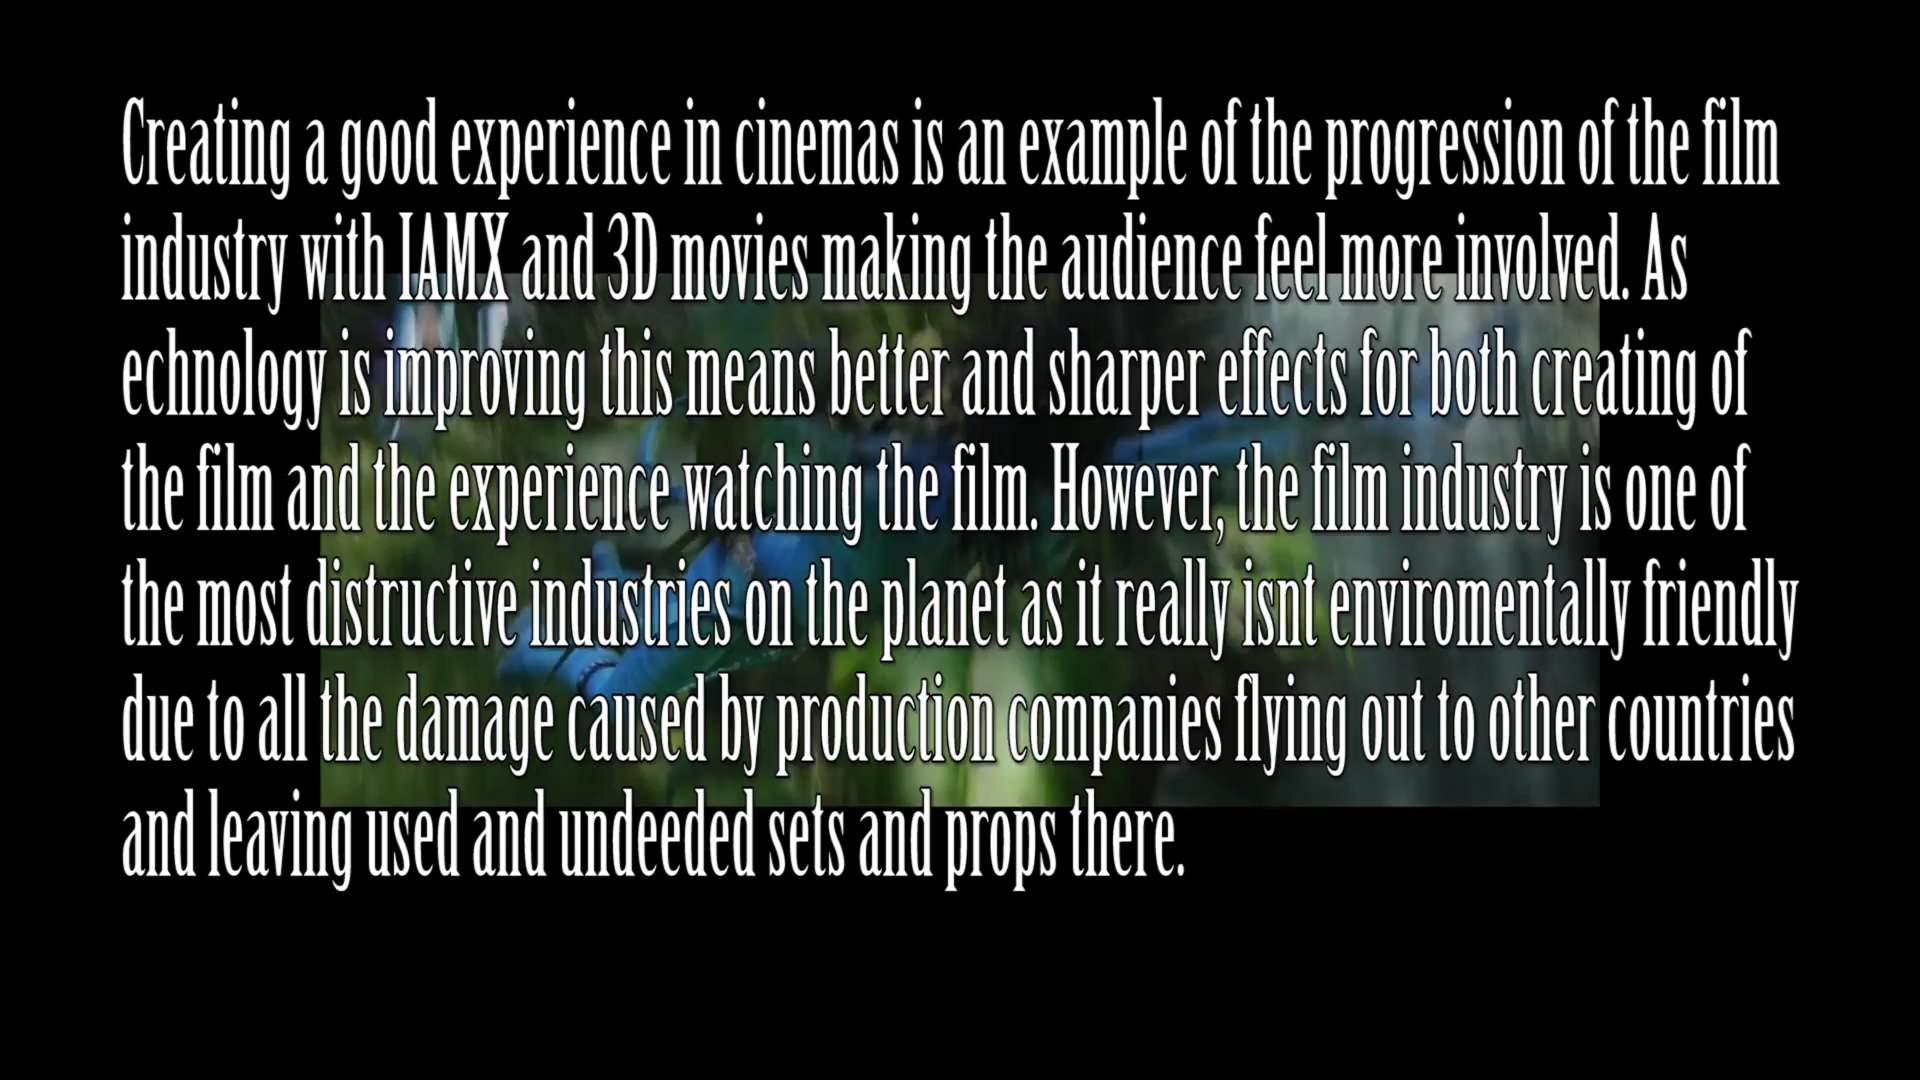 Creating a good experience in cinemas is an example of the progression of the film
industry with IAMX and 3D movies making the audience feel more involved. As
echnology is improving this means better and sharper effects for both creating of
the film and the experience watching the film. However, the film industry is one of
the most distructive industries on the planet as it really isnt enviromentally friendly
due to all the damage caused by production companies flying out to other countries
and leaving used and undeeded sets and props there.